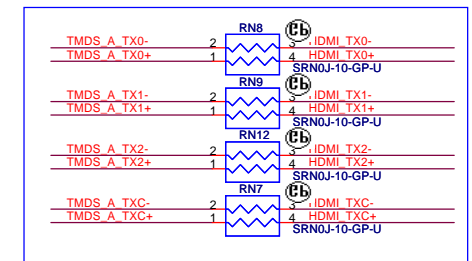 RN8
TMDS_A_TX0- 2 3 HDMI_TX0-
TMDS_A_TX0+ 1 4 HDMI_TX0+
SRN0J-10-GP-U
RN9
TMDS_A_TX1- 2 3 HDMI_TX1-
TMDS_A_TX1+ 1 4 HDMI_TX1+
SRN0J-10-GP-U
RN12
TMDS_A_TX2- 2 3 HDMI_TX2-
TMDS_A_TX2+ 1 4 HDMI_TX2+
SRN0J-10-GP-U
RN7
TMDS_A_TXC- 2 3 HDMI_TXC-
TMDS_A_TXC+ 1 4 HDMI_TXC+
SRN0J-10-GP-U